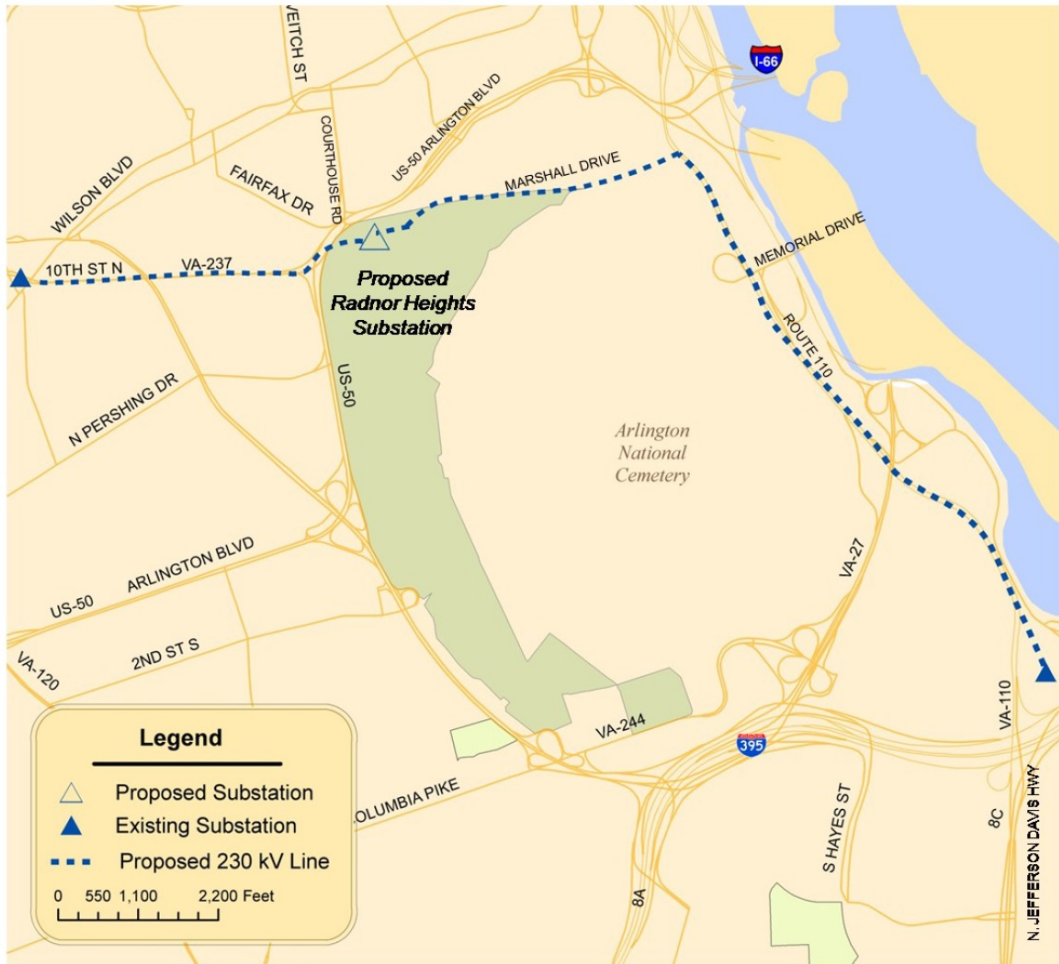 VEITCH ST
I-66
COURTHOUSE RD
US-50 ARLINGTON BLVD
WILSON BLVD
FAIRFAX DR
MARSHALL DRIVE
10TH ST N
VA-237
MEMORIAL DRIVE
Proposed
Radnor Heights
Substation
ROUTE 110
US-50
N PERSHING DR
Arlington
National
Cemetery
VA-27
US-50
ARLINGTON BLVD
2ND ST S
VA-120
VA-110
VA-244
395
OLUMBIA PIKE
S HAYES ST
8C
8A
N. JEFFERSON DAVIS HWY
Legend
Proposed Substation
Existing Substation
Proposed 230 kV Line
0 550 1,100 2,200 Feet